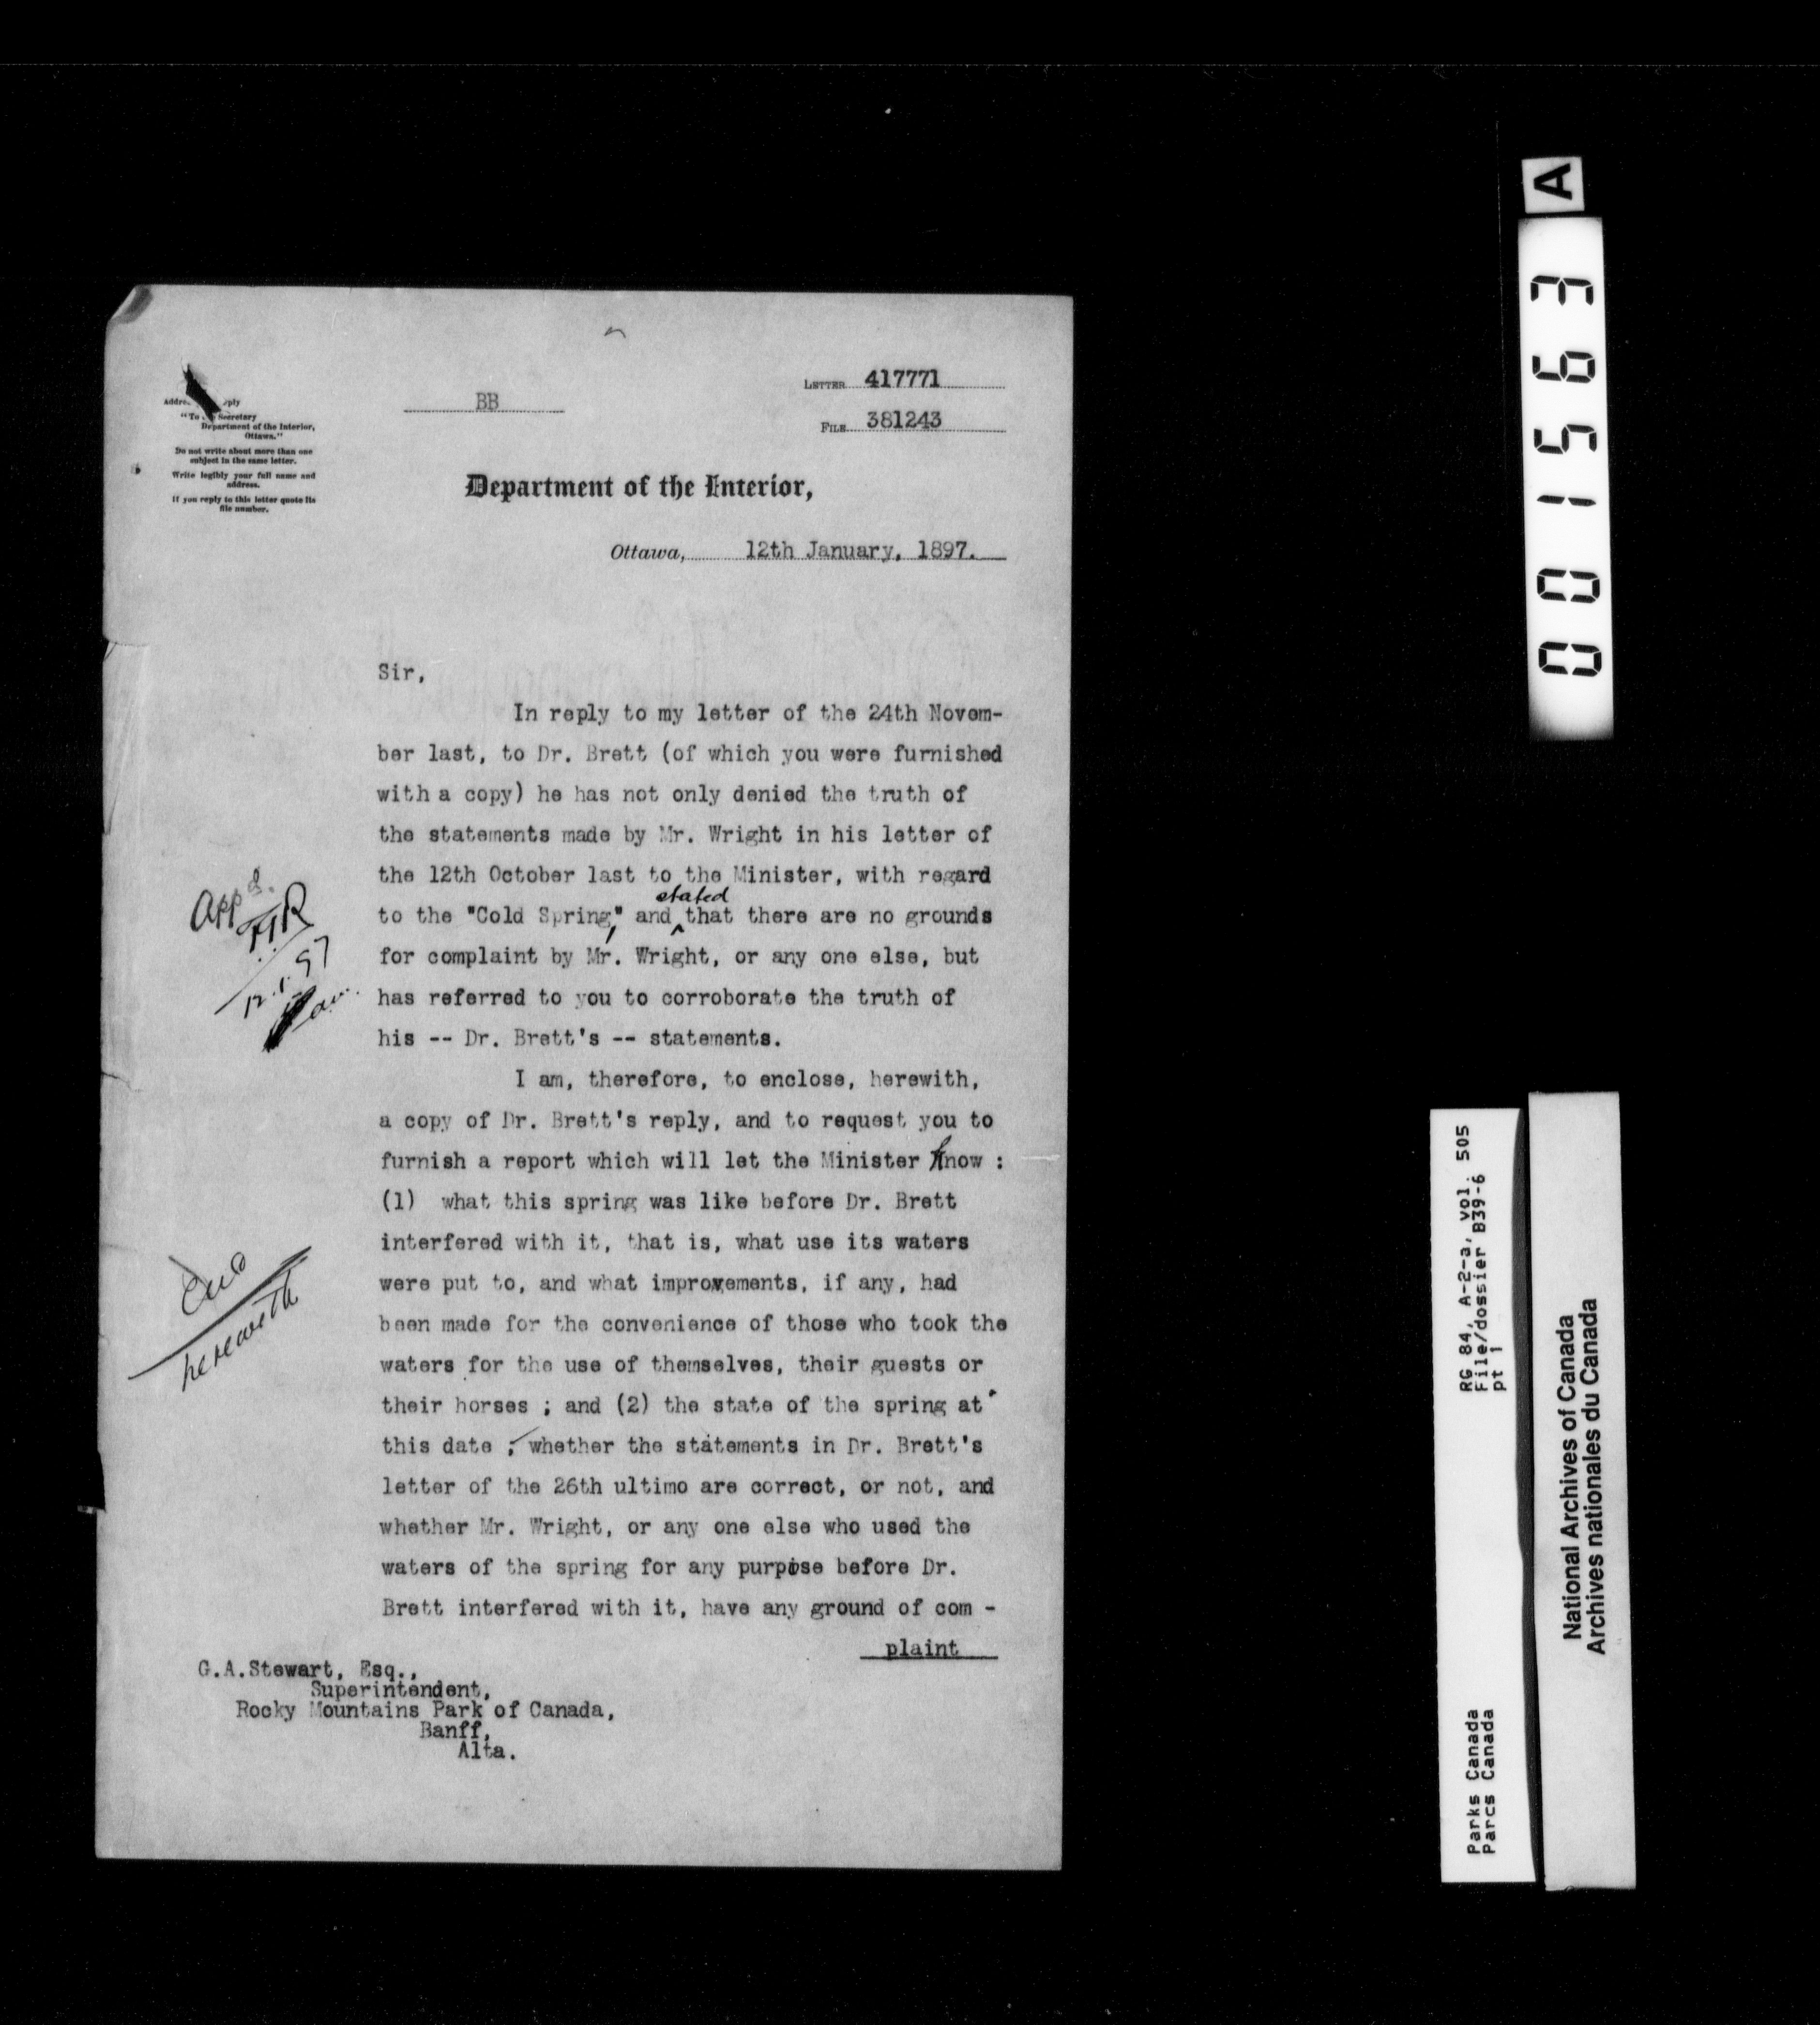 Letter 417771
BB
File 381243
Secretary
Department of the Interior,
Ottawa."
Do not write about more than one
subject in the same letter.
Write legibly your full name and
address.
If you reply to this letter quote its
file number.
Department of the Interior,
Ottawa, 12th January, 1897.
Sir,
In reply to my letter of the 24th Novem-
ber last, to Dr. Brett (of which you were furnished
with a copy) he has not only denied the truth of
the statements made by Mr. Wright in his letter of
the 12th October last to the Minister, with regard
to the "Cold Spring", and stated that there are no grounds
for complaint by Mr. Wright, or any one else, but
has referred to you to corroborate the truth of
his -- Dr. Brett's -- statements.
I am, therefore, to enclose, herewith,
a copy of Dr. Brett's reply, and to request you to
furnish a report which will let the Minister know :
(1) what this spring was like before Dr. Brett
interfered with it, that is, what use its waters
were put to, and what improvements, if any, had
been made for the convenience of those who took the
waters for the use of themselves, their guests or
their horses ; and (2) the state of the spring at
this date ; whether the statements in Dr. Brett's
letter of the 26th ultimo are correct, or not, and
whether Mr. Wright, or any one else who used the
waters of the spring for any purpose before Dr.
Brett interfered with it, have any ground of com -
plaint
G.A.Stewart, Esq.,
Superintendent,
Rocky Mountains Park of Canada,
Banff,
Alta.
Appd.
12.1.97
herewith
001563
A
RG 84, A-2-a, vol. 505
File/dossier B39-6
pt 1
Parks Canada
Parcs Canada
National Archives of Canada
Archives nationales du Canada